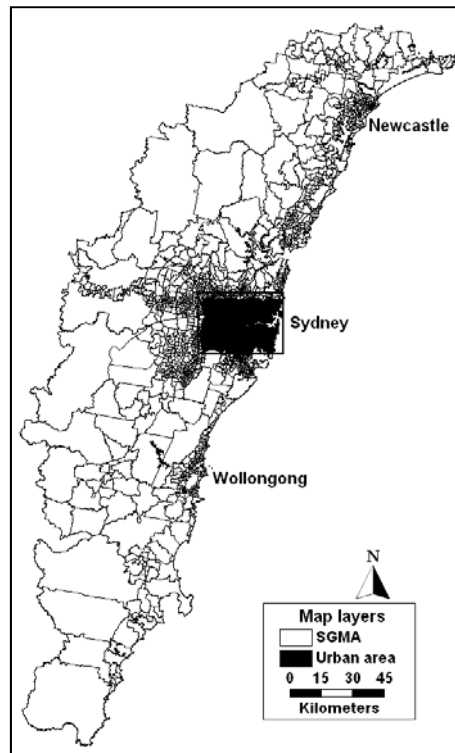 Newcastle
Sydney
Wollongong
N
Map layers
SGMA
Urban area
0 15 30 45
Kilometers